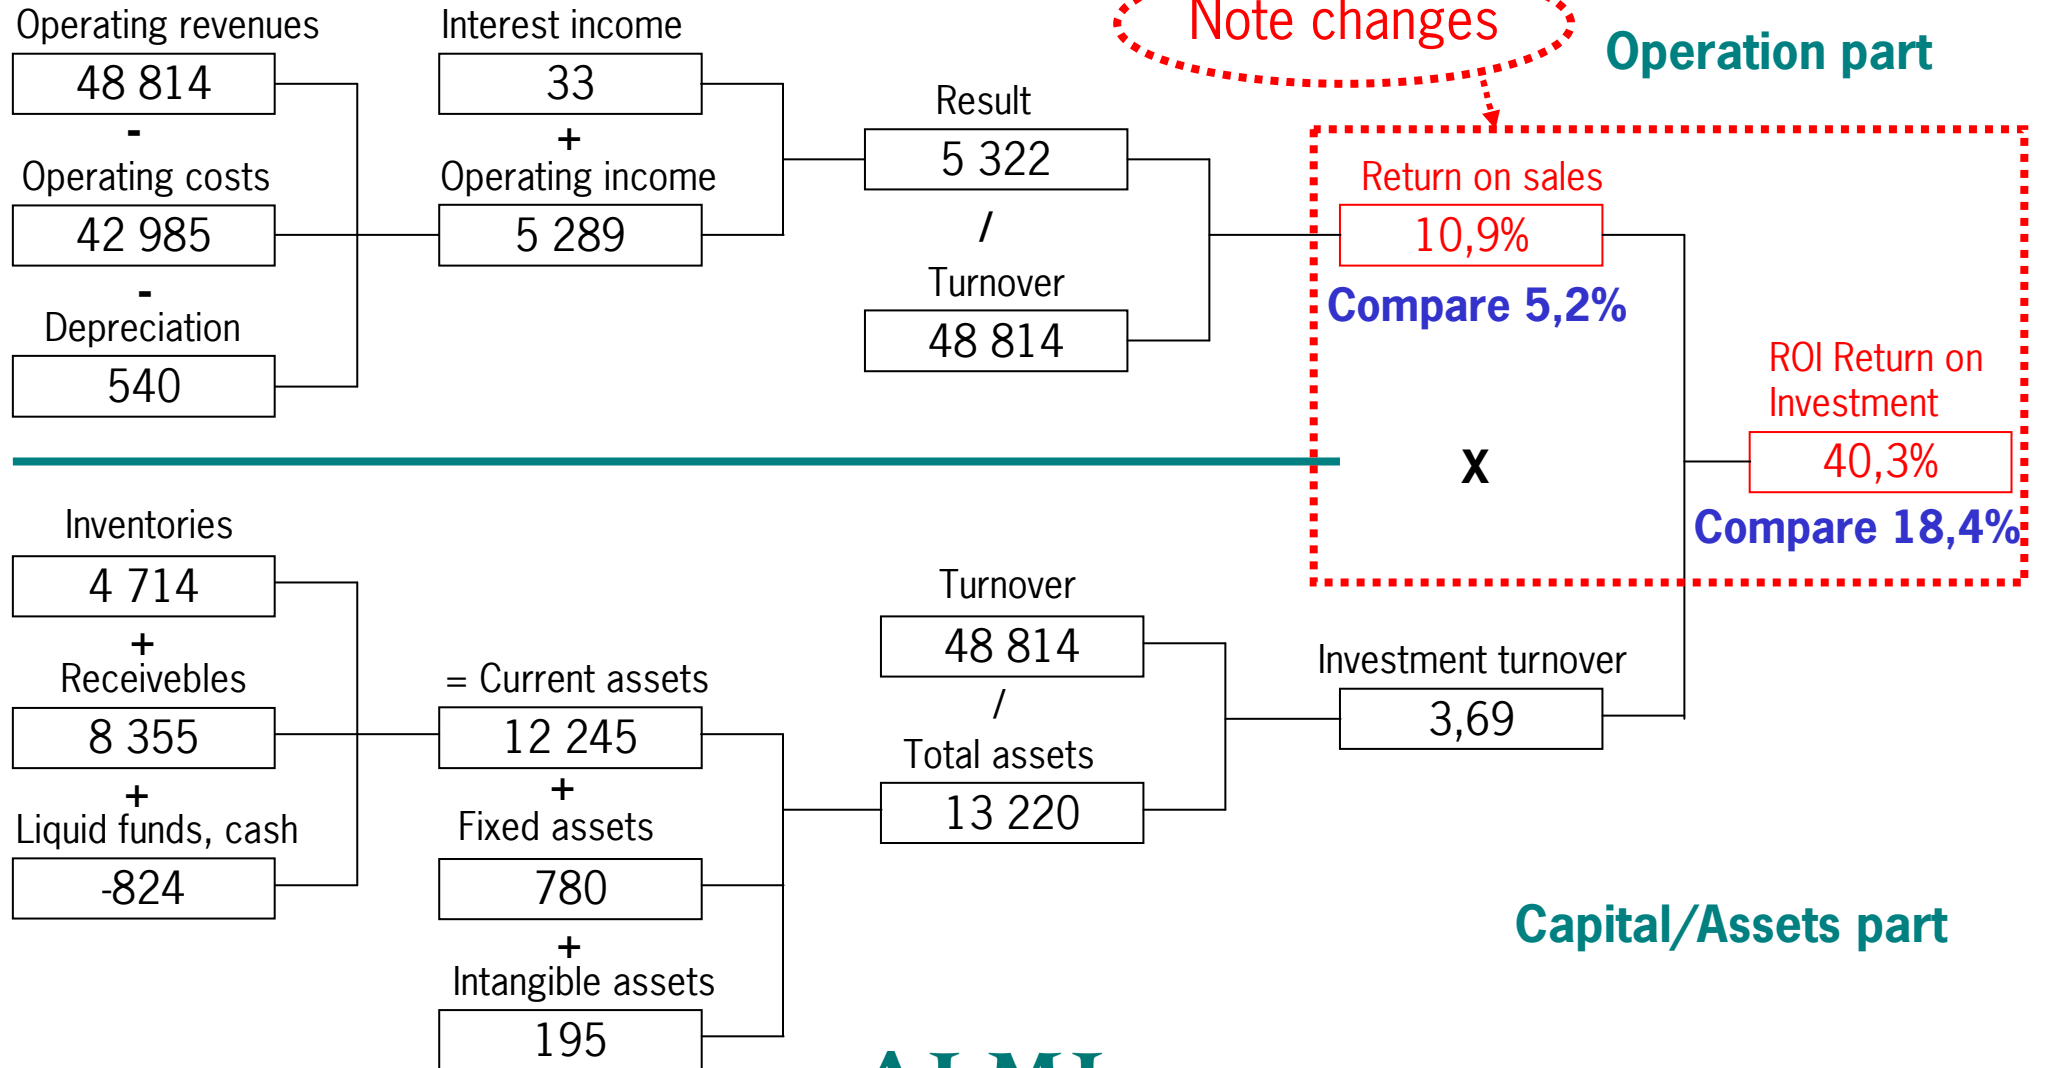 Operating revenues
48 814
-
Operating costs
42 985
-
Depreciation
540
Interest income
33
+
Operating income
5 289
Result
5 322
/
Turnover
48 814
Note changes
Operation part
Return on sales
10,9%
Compare 5,2%
X
ROI Return on
Investment
40,3%
Compare 18,4%
Inventories
4 714
+
Receivebles
8 355
+
Liquid funds, cash
-824
= Current assets
12 245
+
Fixed assets
780
+
Intangible assets
195
Turnover
48 814
/
Total assets
13 220
Investment turnover
3,69
Capital/Assets part
ALMI